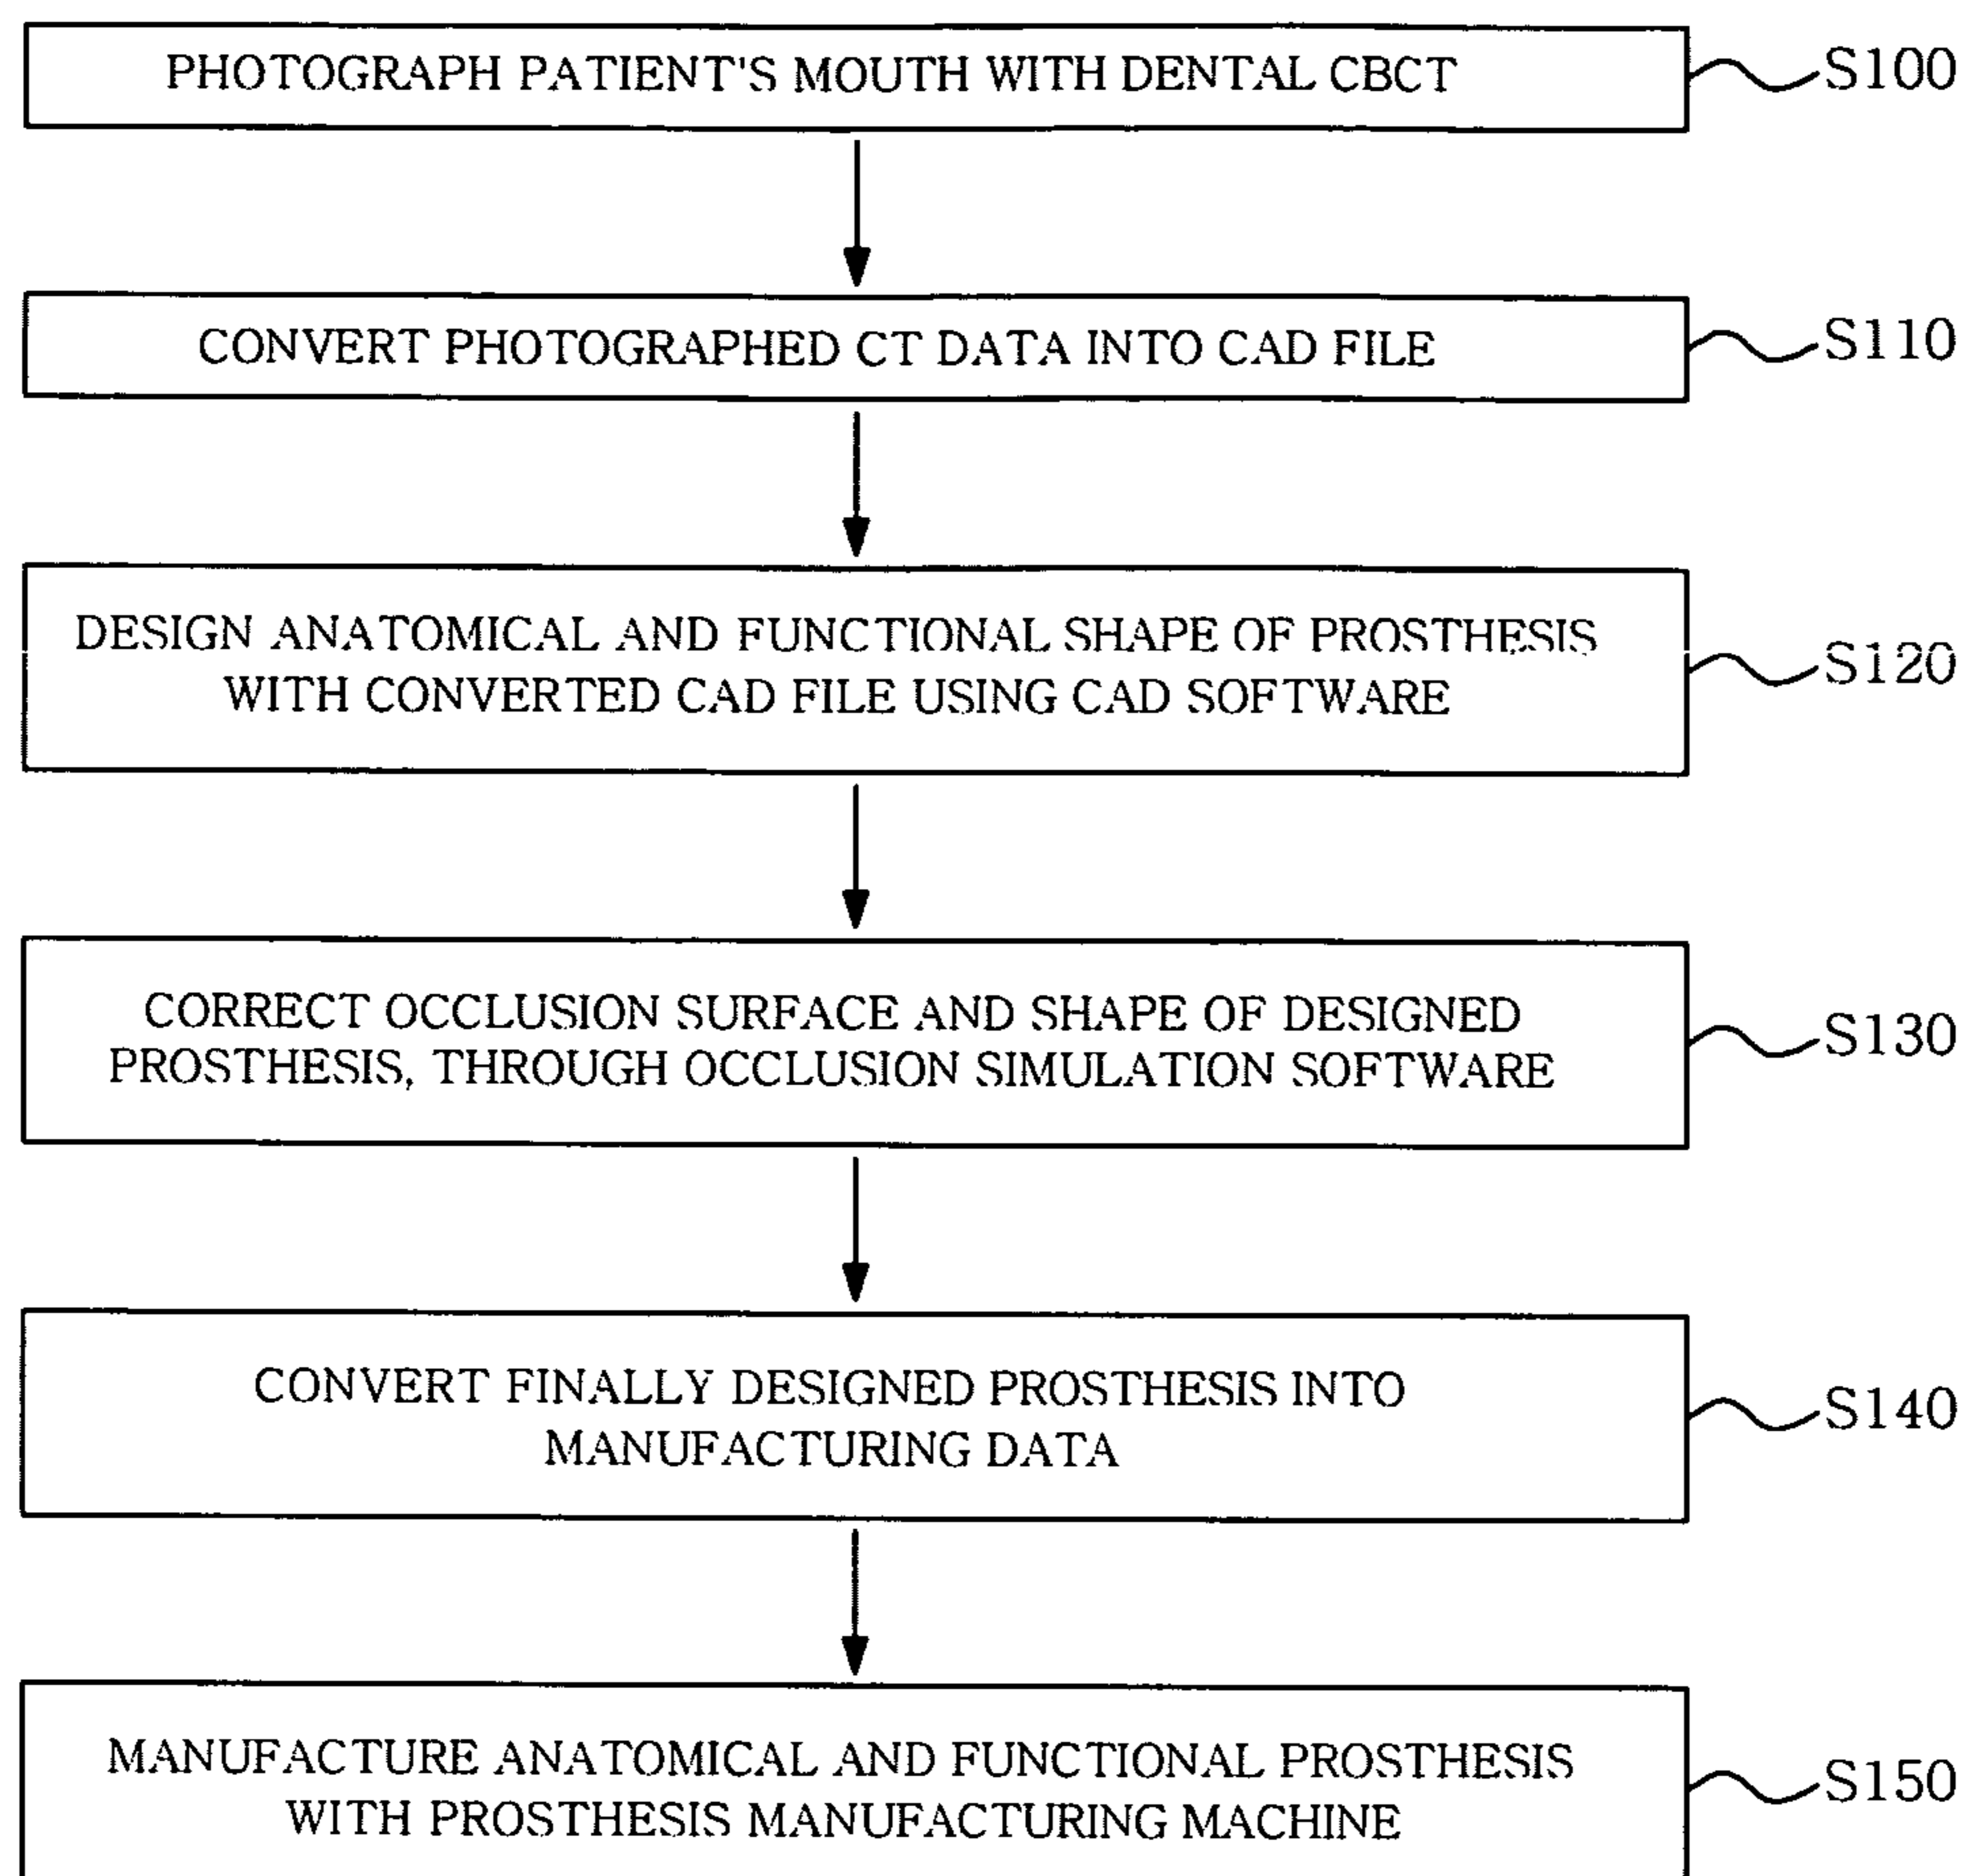 PHOTOGRAPH PATIENT'S MOUTH WITH DENTAL CBCT
S100
CONVERT PHOTOGRAPHED CT DATA INTO CAD FILE
S110
DESIGN ANATOMICAL AND FUNCTIONAL SHAPE OF PROSTHESIS
WITH CONVERTED CAD FILE USING CAD SOFTWARE
S120
CORRECT OCCLUSION SURFACE AND SHAPE OF DESIGNED
PROSTHESIS, THROUGH OCCLUSION SIMULATION SOFTWARE
S130
CONVERT FINALLY DESIGNED PROSTHESIS INTO
MANUFACTURING DATA
S140
MANUFACTURE ANATOMICAL AND FUNCTIONAL PROSTHESIS
WITH PROSTHESIS MANUFACTURING MACHINE
S150